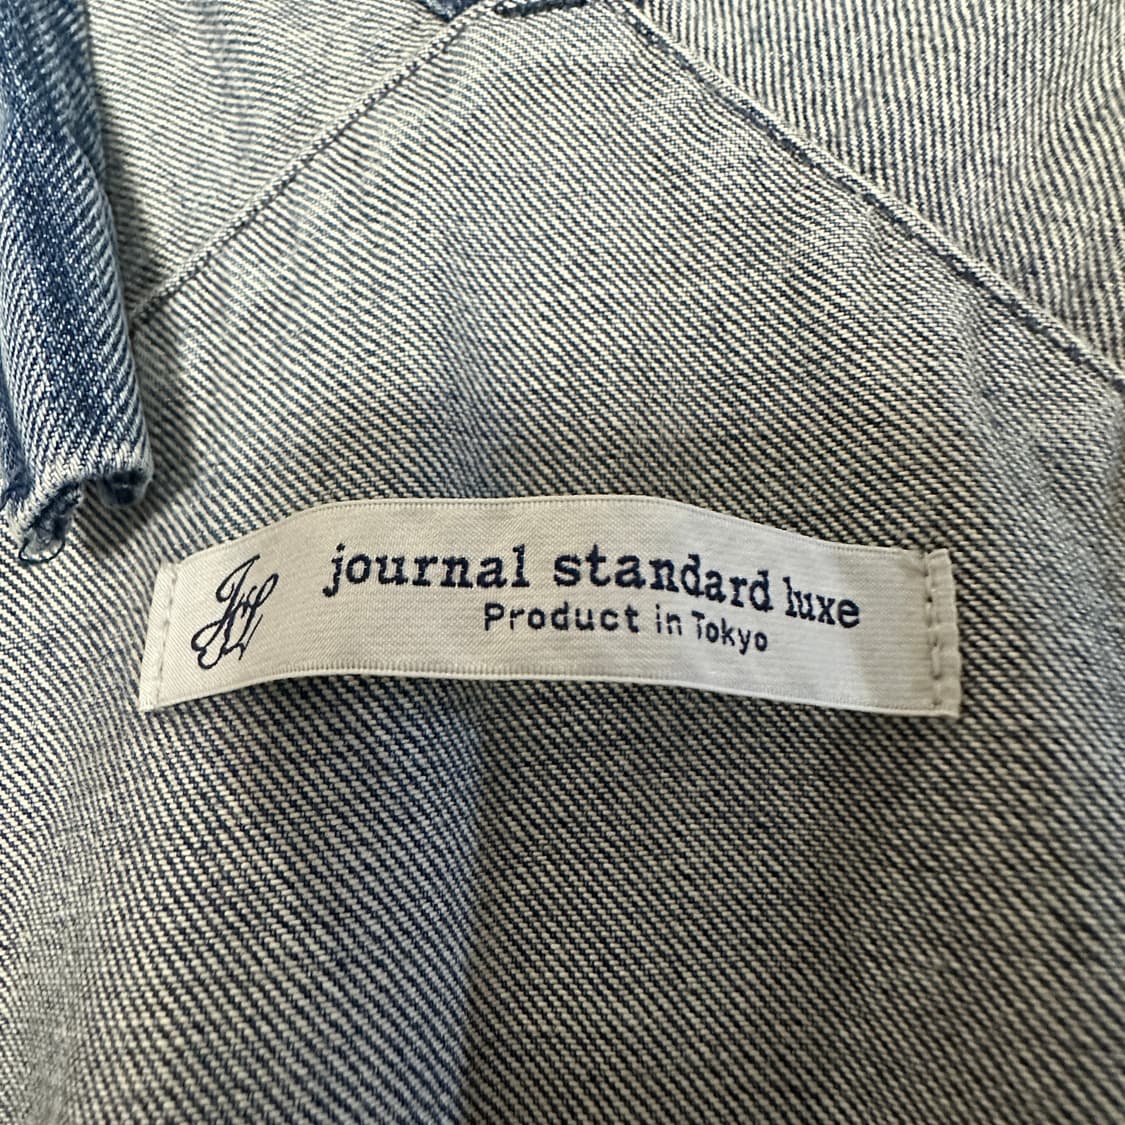 journal standard luxe
Product in Tokyo